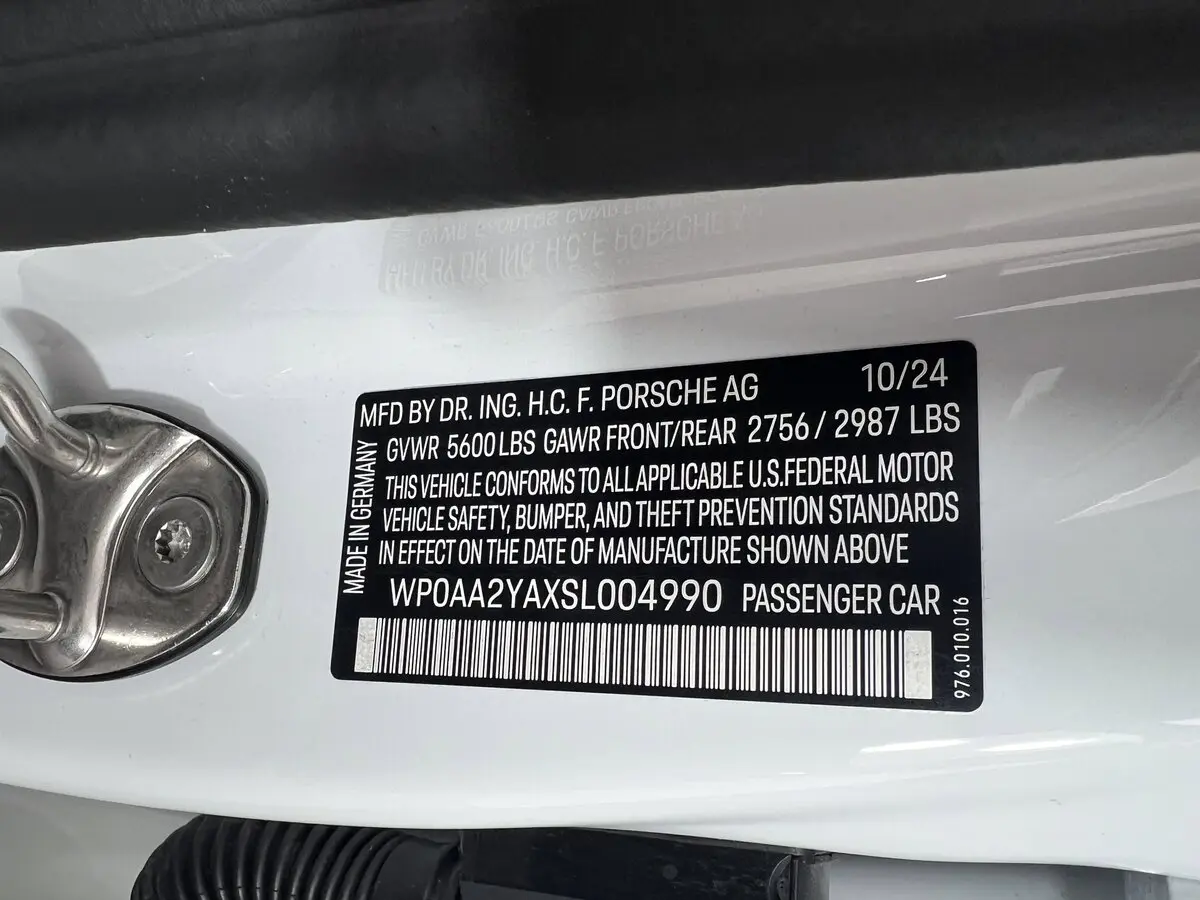 MFD BY DR. ING. H.C. F. PORSCHE AG 10/24
GVWR 5600 LBS GAWR FRONT/REAR 2756 / 2987 LBS
THIS VEHICLE CONFORMS TO ALL APPLICABLE U.S.FEDERAL MOTOR
VEHICLE SAFETY, BUMPER, AND THEFT PREVENTION STANDARDS
IN EFFECT ON THE DATE OF MANUFACTURE SHOWN ABOVE
WP0AA2YAXSL004990 PASSENGER CAR
MADE IN GERMANY
976.010.016